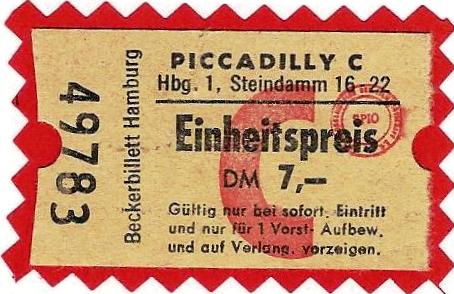 PICCADILLY C
Hbg. 1, Steindamm 16-22
Einheitspreis
DM 7,—
Gültig nur bei sofort. Eintritt
und nur für 1 Vorst- Aufbew.
und auf Verlang. vorzeigen.
49783
Beckerbillett Hamburg
C
SPIO